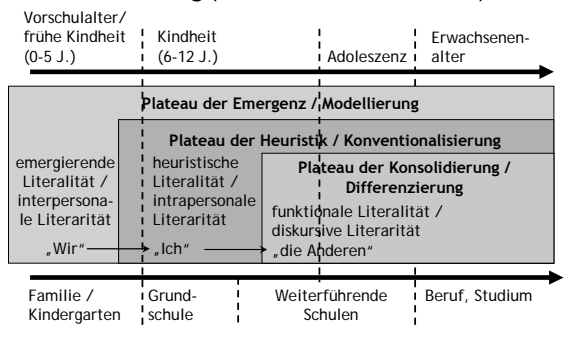 Vorschulalter/
frühe Kindheit
(0-5 J.)
Kindheit
(6-12 J.)
Adoleszenz
Erwachsenen-
alter
Plateau der Emergenz / Modellierung
Plateau der Heuristik / Konventionalisierung
Plateau der Konsolidierung /
Differenzierung
emergierende
Literalität /
interpersona-
le Literarität
„Wir“
heuristische
Literalität /
intrapersonale
Literarität
„Ich“
funktionale Literalität /
diskursive Literarität
„die Anderen“
Familie /
Kindergarten
Grund-
schule
Weiterführende
Schulen
Beruf, Studium